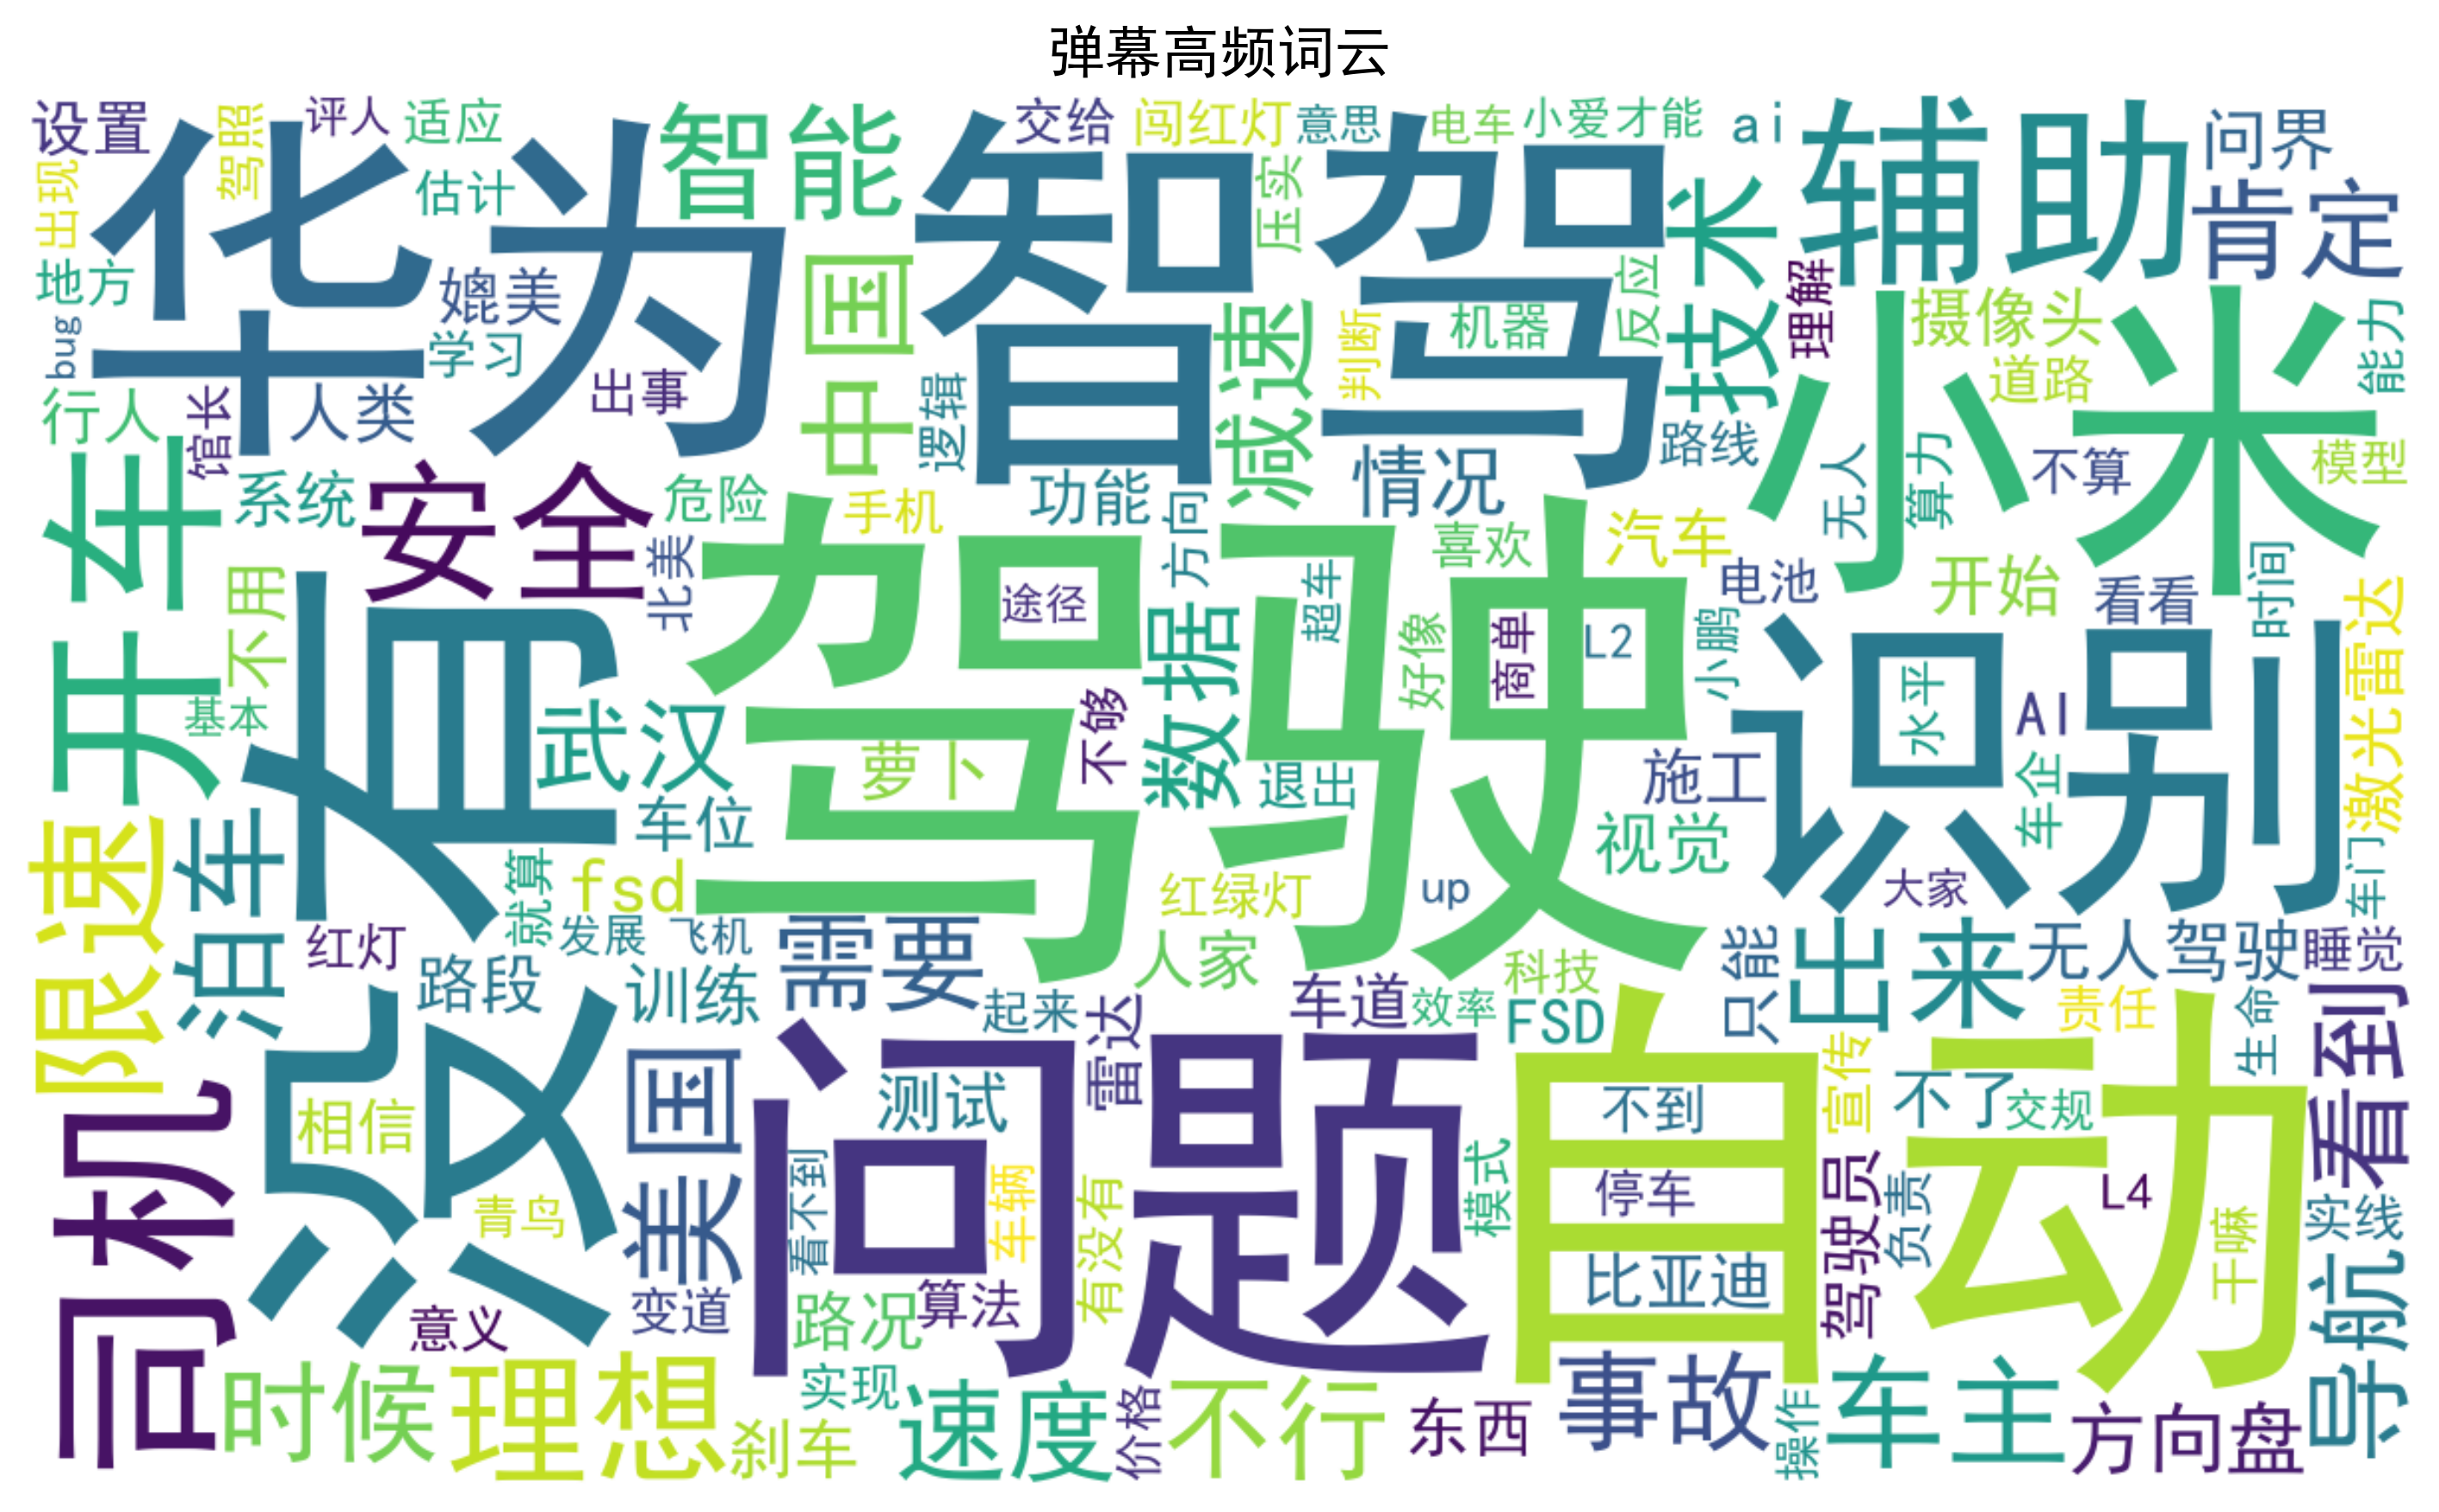 弹幕高频词云
设置
驾照
评人
适应
智能
交给
闯红灯
意思
电车
小爱才能
ai
辅助
问界
出现
华为
估计
智驾
压实
技术
肯定
地方
媲美
中国
减速
判断
机器
反应
理解
摄像头
能力
bug
学习
出事
逻辑
道路
小米
行人
馆长
人类
情况
路线
无人
算力
不算
模型
开车
系统
安全
危险
手机
功能
方向
喜欢
汽车
电池
开始
看看
时间
激光雷达
不用
没有
北美
驾驶
途径
超车
好像
商单
L2
小鹏
识别
水平
AI
车企
基本
武汉
萝卜
不够
数据
退出
施工
视觉
车门
限速
泊车
车位
就算
fsd
红绿灯
up
大家
红灯
路段
发展
飞机
训练
需要
人家
起来
雷达
车道
效率
科技
FSD
只能
出来
无人驾驶
睡觉
责任
生命
看到
司机
相信
青鸟
美国
问题
测试
看不到
车辆
有没有
模式
自动
不到
停车
比亚迪
宣传
不了
交规
驾驶员
负责
L4
干嘛
实线
导航
意义
变道
路况
算法
时候
理想
刹车
实现
速度
价格
不行
东西
事故
操作
车主
方向盘